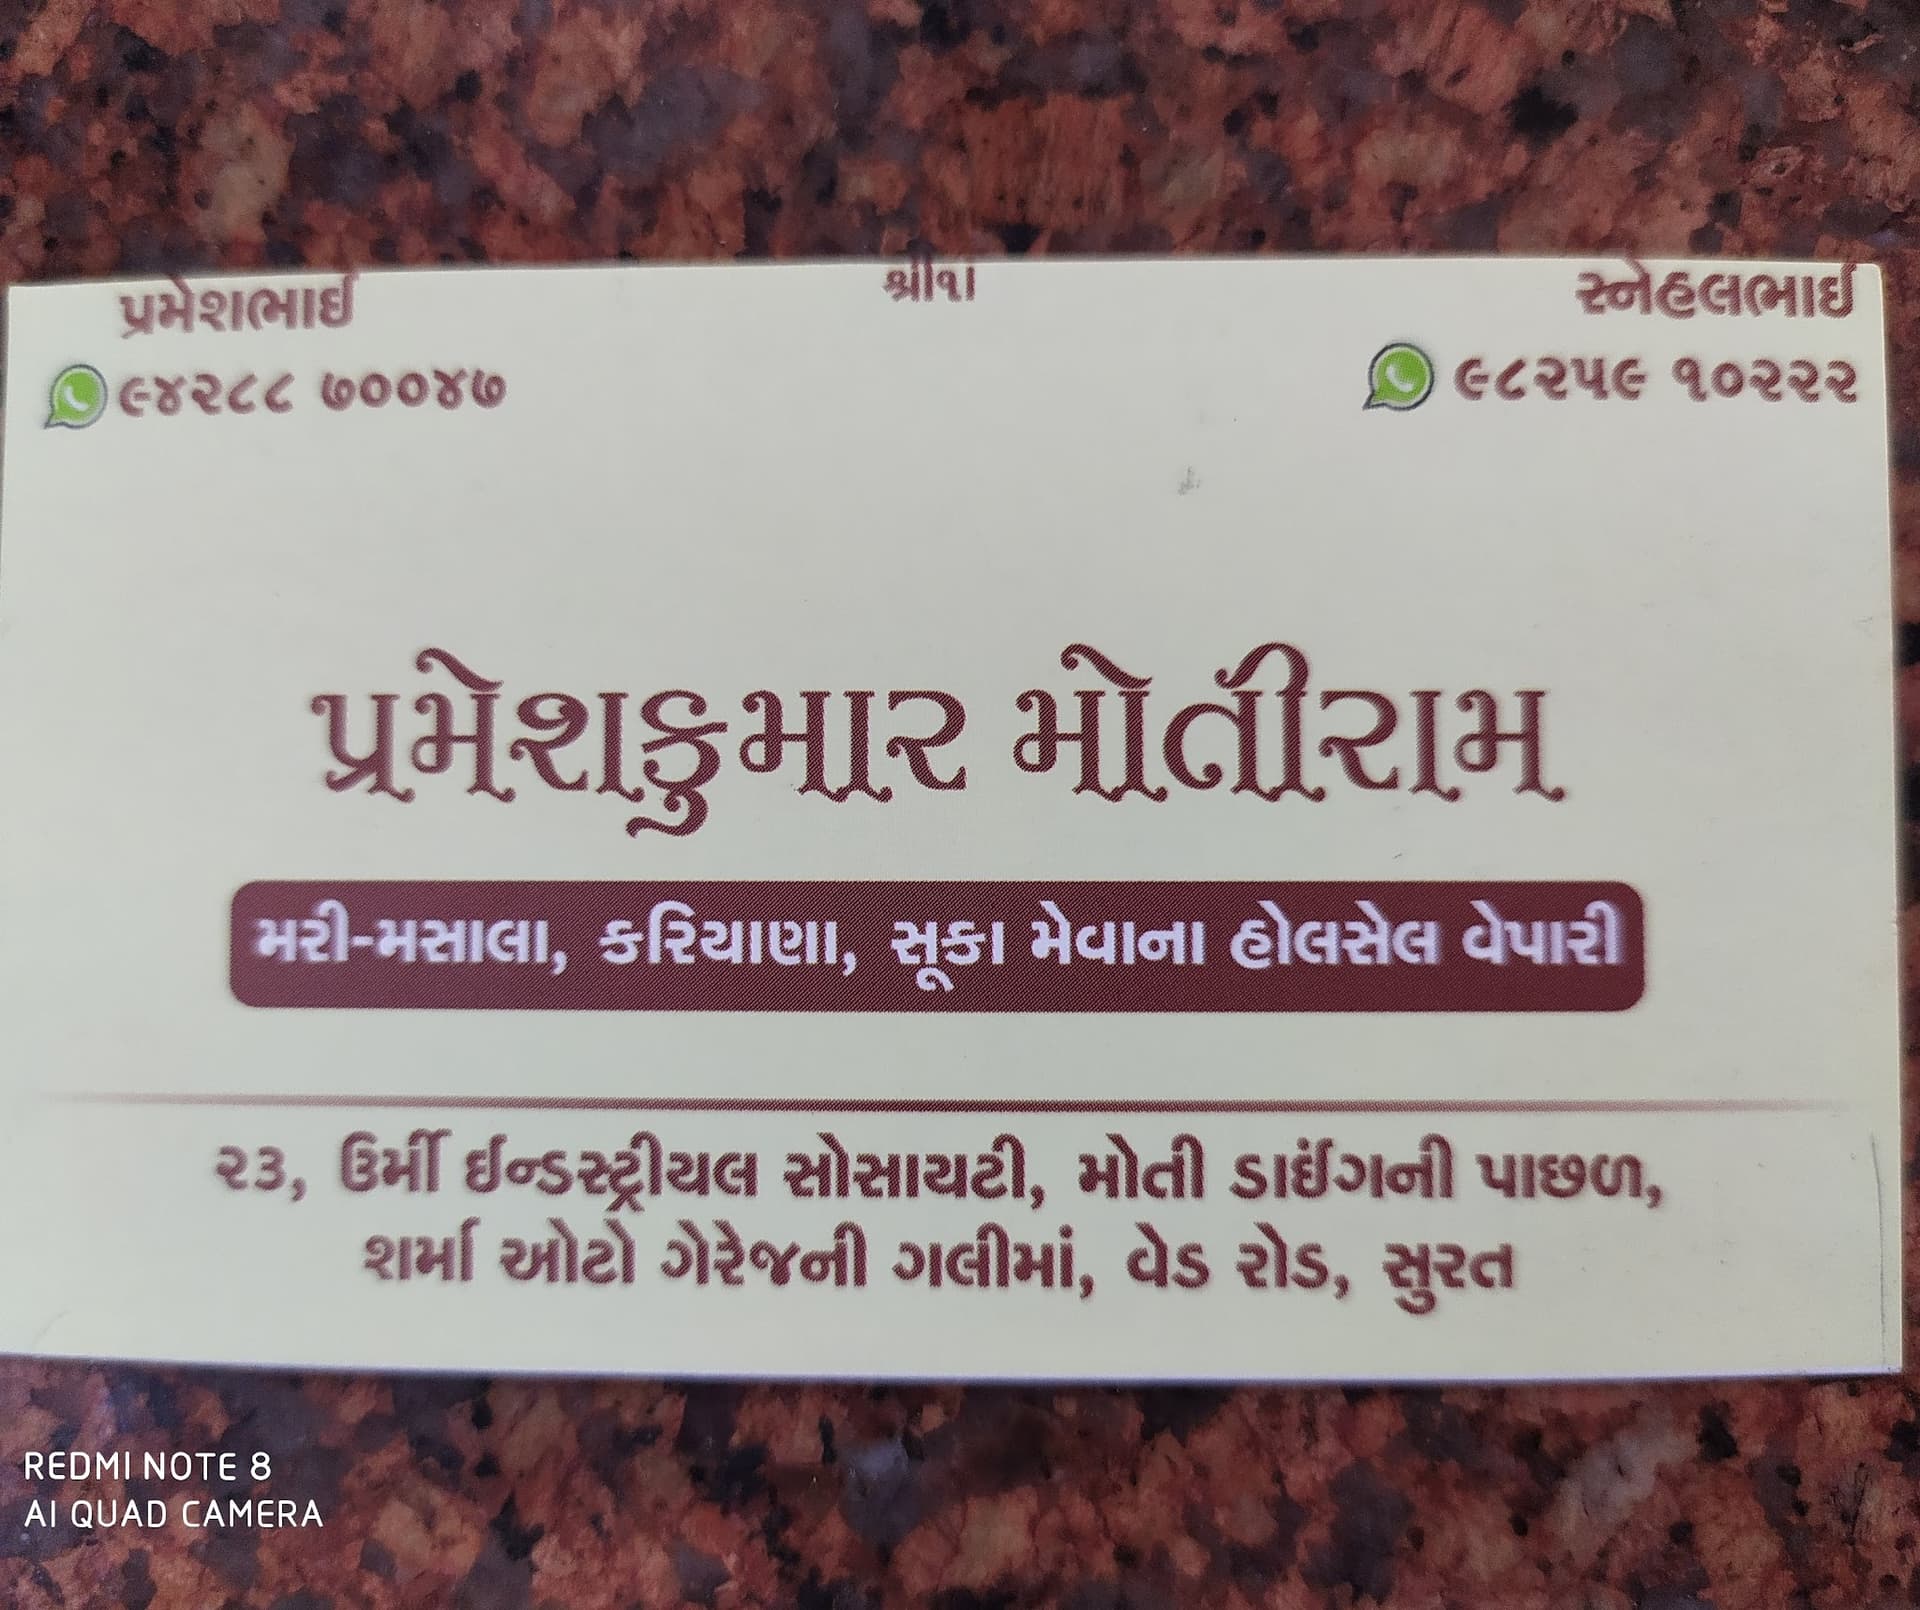 પ્રમેશભાઈ
શ્રી૧ા
સ્નેહલભાઈ
૯૪૨૮૮ ૭૦૦૪૭
૯૮૨૫૯ ૧૦૨૨૨
પ્રમેશકુમાર મોતીરામ
મરી-મસાલા, કરિયાણા, સૂકા મેવાના હોલસેલ વેપારી
૨૩, ઉર્મી ઈન્ડસ્ટ્રીયલ સોસાયટી, મોતી ડાઈંગની પાછળ,
શર્મા ઓટો ગેરેજની ગલીમાં, વેડ રોડ, સુરત
REDMI NOTE 8
AI QUAD CAMERA